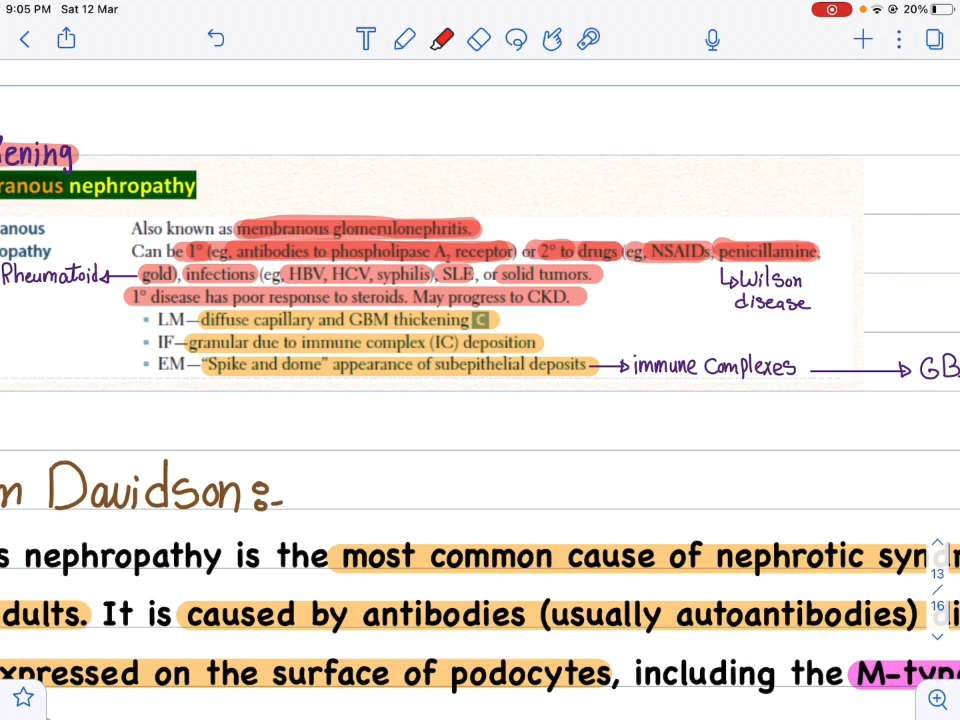 9:05 PM Sat 12 Mar
20%
ening
ranous nephropathy
anous
opathy
Also known as membranous glomerulonephritis.
Can be 1° (eg, antibodies to phospholipase A2 receptor) or 2° to drugs (eg, NSAIDs, penicillamine,
Rheumatoid
gold), infections (eg, HBV, HCV, syphilis), SLE, or solid tumors.
Wilson
disease
1° disease has poor response to steroids. May progress to CKD.
LM—diffuse capillary and GBM thickening C
IF—granular due to immune complex (IC) deposition
EM—“Spike and dome” appearance of subepithelial deposits → immune Complexes → GB
m Davidson:-
s nephropathy is the most common cause of nephrotic syndr
dults. It is caused by antibodies (usually autoantibodies) di
xpressed on the surface of podocytes, including the M-type
13
/
16